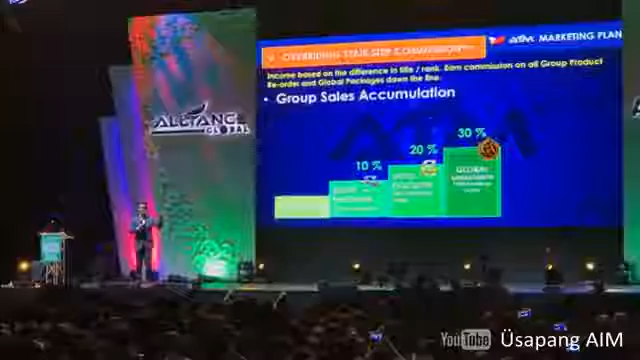 ALLIANCE
GLOBAL
OVERRIDING STAIR STEP COMMISSION
MARKETING PLAN
Income based on the difference in title / rank. Earn commission on all Group Product
Re-order and Global Packages down the line.
• Group Sales Accumulation
10 %
20 %
30 %
GLOBAL
YouTube Üsapang AIM